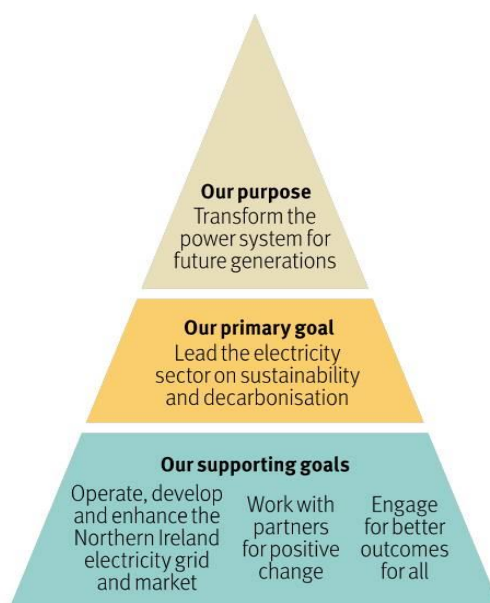 Our purpose
Transform the
power system for
future generations
Our primary goal
Lead the electricity
sector on sustainability
and decarbonisation
Our supporting goals
Operate, develop
and enhance the
Northern Ireland
electricity grid
and market
Work with
partners
for positive
change
Engage
for better
outcomes
for all